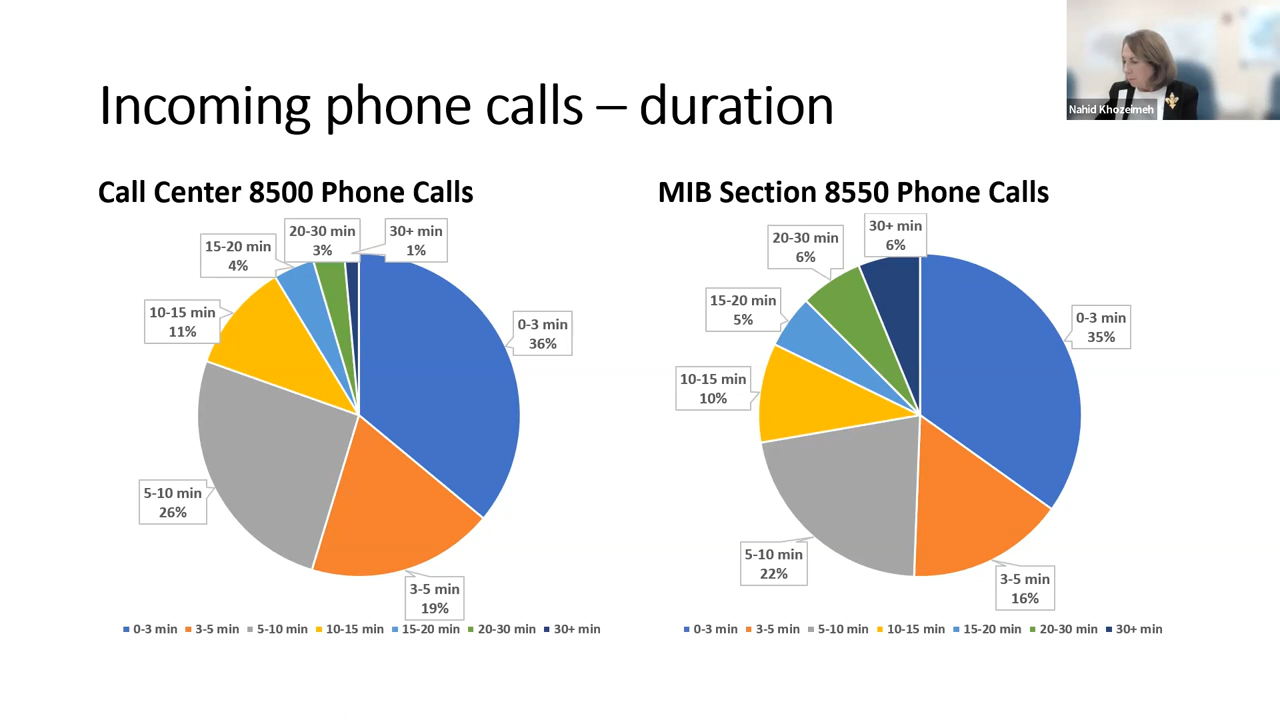 Nahid Khozeimeh
Incoming phone calls – duration
Call Center 8500 Phone Calls
20-30 min
3%
30+ min
1%
15-20 min
4%
10-15 min
11%
0-3 min
36%
5-10 min
26%
3-5 min
19%
0-3 min 3-5 min 5-10 min 10-15 min 15-20 min 20-30 min 30+ min
MIB Section 8550 Phone Calls
30+ min
6%
20-30 min
6%
15-20 min
5%
0-3 min
35%
10-15 min
10%
5-10 min
22%
3-5 min
16%
0-3 min 3-5 min 5-10 min 10-15 min 15-20 min 20-30 min 30+ min